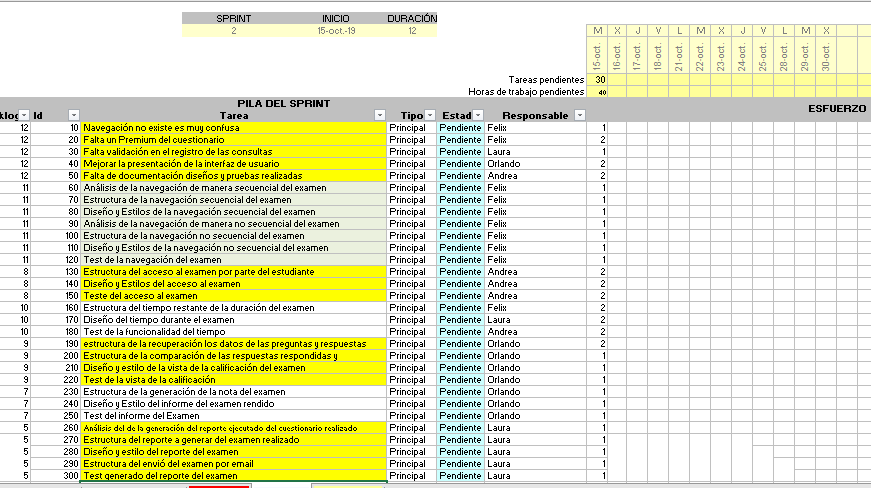 SPRINT INICIO DURACIÓN
2 15-oct.-19 12
M X J V L M X J V L M X
15-oct. 16-oct. 17-oct. 18-oct. 21-oct. 22-oct. 23-oct. 24-oct. 25-oct. 28-oct. 29-oct. 30-oct.
Tareas pendientes 30
Horas de trabajo pendientes 40
PILA DEL SPRINT ESFUERZO
klog Id Tarea Tipo Estad Responsable
12 10 Navegación no existe es muy confusa Principal Pendiente Felix 1
12 20 Falta un Premium del cuestionario Principal Pendiente Felix 2
12 30 Falta validación en el registro de las consultas Principal Pendiente Laura 1
12 40 Mejorar la presentación de la interfaz de usuario Principal Pendiente Orlando 2
12 50 Falta de documentación diseños y pruebas realizadas Principal Pendiente Andrea 2
11 60 Análisis de la navegación de manera secuencial del examen Principal Pendiente Felix 1
11 70 Estructura de la navegación secuencial del examen Principal Pendiente Felix 1
11 80 Diseño y Estilos de la navegación secuencial del examen Principal Pendiente Felix 1
11 90 Análisis de la navegación de manera no secuencial del examen Principal Pendiente Felix 1
11 100 Estructura de la navegación no secuencial del examen Principal Pendiente Felix 1
11 110 Diseño y Estilos de la navegación no secuencial del examen Principal Pendiente Felix 1
11 120 Test de la navegación del examen Principal Pendiente Felix 1
8 130 Estructura del acceso al examen por parte del estudiante Principal Pendiente Andrea 2
8 140 Diseño y Estilos del acceso al examen Principal Pendiente Andrea 2
8 150 Teste del acceso al examen Principal Pendiente Andrea 2
10 160 Estructura del tiempo restante de la duración del examen Principal Pendiente Felix 2
10 170 Diseño del tiempo durante el examen Principal Pendiente Laura 2
10 180 Test de la funcionalidad del tiempo Principal Pendiente Andrea 2
9 190 estructura de la recuperación los datos de las preguntas y respuestas Principal Pendiente Orlando 2
9 200 Estructura de la comparación de las respuestas respondidas y Principal Pendiente Orlando 1
9 210 Diseño y estilo de la vista de la calificación del examen Principal Pendiente Orlando 1
9 220 Test de la vista de la calificación Principal Pendiente Orlando 1
7 230 Estructura de la generación de la nota del examen Principal Pendiente Orlando 1
7 240 Diseño y Estilo del informe del examen rendido Principal Pendiente Orlando 1
7 250 Test del informe del Examen Principal Pendiente Orlando 1
5 260 Análisis del de la generación del reporte ejecutado del cuestionario realizado Principal Pendiente Laura 1
5 270 Estructura del reporte a generar del examen realizado Principal Pendiente Laura 1
5 280 Diseño y estilo del reporte del examen Principal Pendiente Laura 1
5 290 Estructura del envió del examen por email Principal Pendiente Laura 1
5 300 Test generado del reporte del examen Principal Pendiente Laura 1